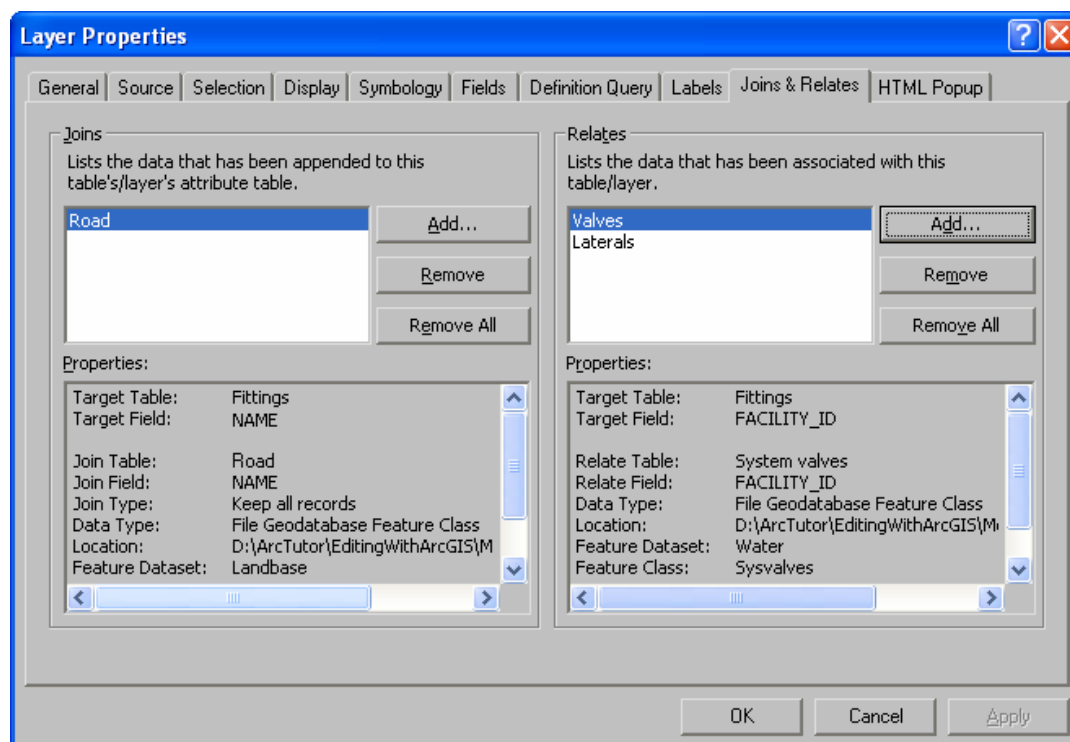 Layer Properties
General Source Selection Display Symbology Fields Definition Query Labels Joins & Relates HTML Popup
Joins
Lists the data that has been appended to this
table's/layer's attribute table.
Road
Add...
Remove
Remove All
Properties:
Target Table: Fittings
Target Field: NAME
Join Table: Road
Join Field: NAME
Join Type: Keep all records
Data Type: File Geodatabase Feature Class
Location: D:\ArcTutor\EditingWithArcGIS\M
Feature Dataset: Landbase
Relates
Lists the data that has been associated with this
table/layer.
Valves
Laterals
Add...
Remove
Remove All
Properties:
Target Table: Fittings
Target Field: FACILITY_ID
Relate Table: System valves
Relate Field: FACILITY_ID
Data Type: File Geodatabase Feature Class
Location: D:\ArcTutor\EditingWithArcGIS\M
Feature Dataset: Water
Feature Class: Sysvalves
OK Cancel Apply